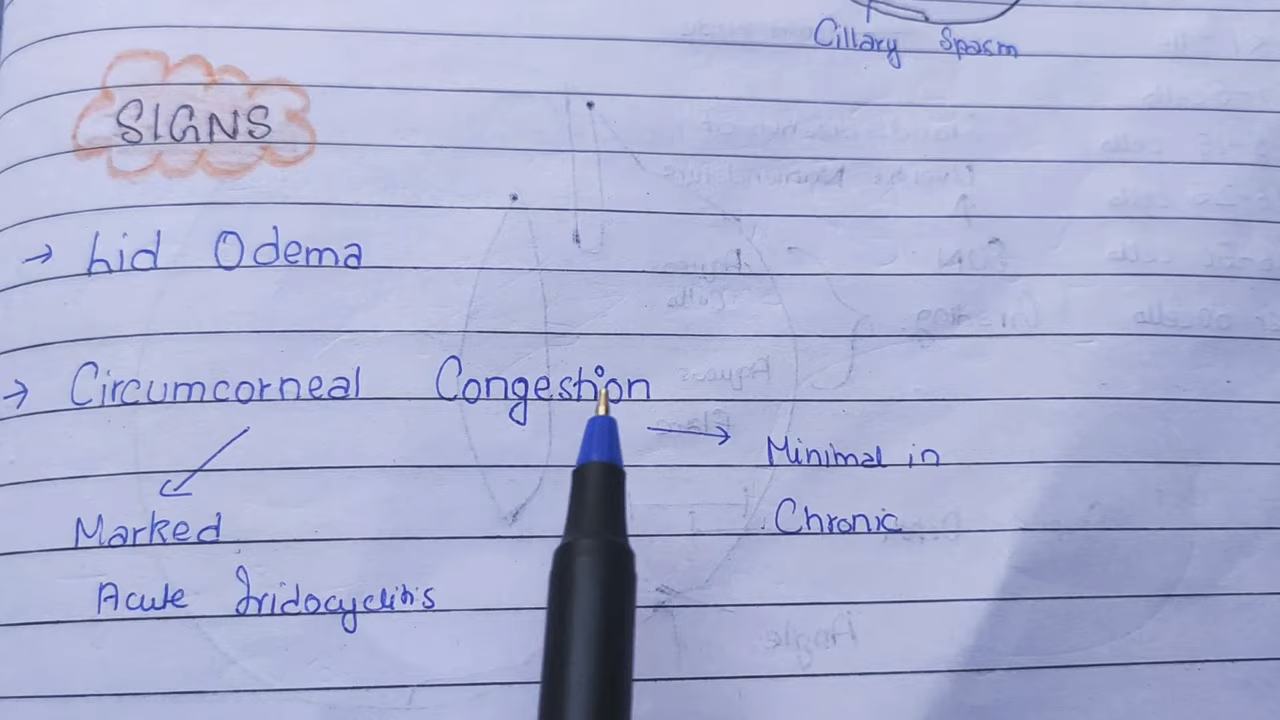 Cillary Spasm
SIGNS
→ Lid Odema
→ Circumcorneal Congestion
→ Minimal in
Chronic
Marked
Acute Iridocyclitis